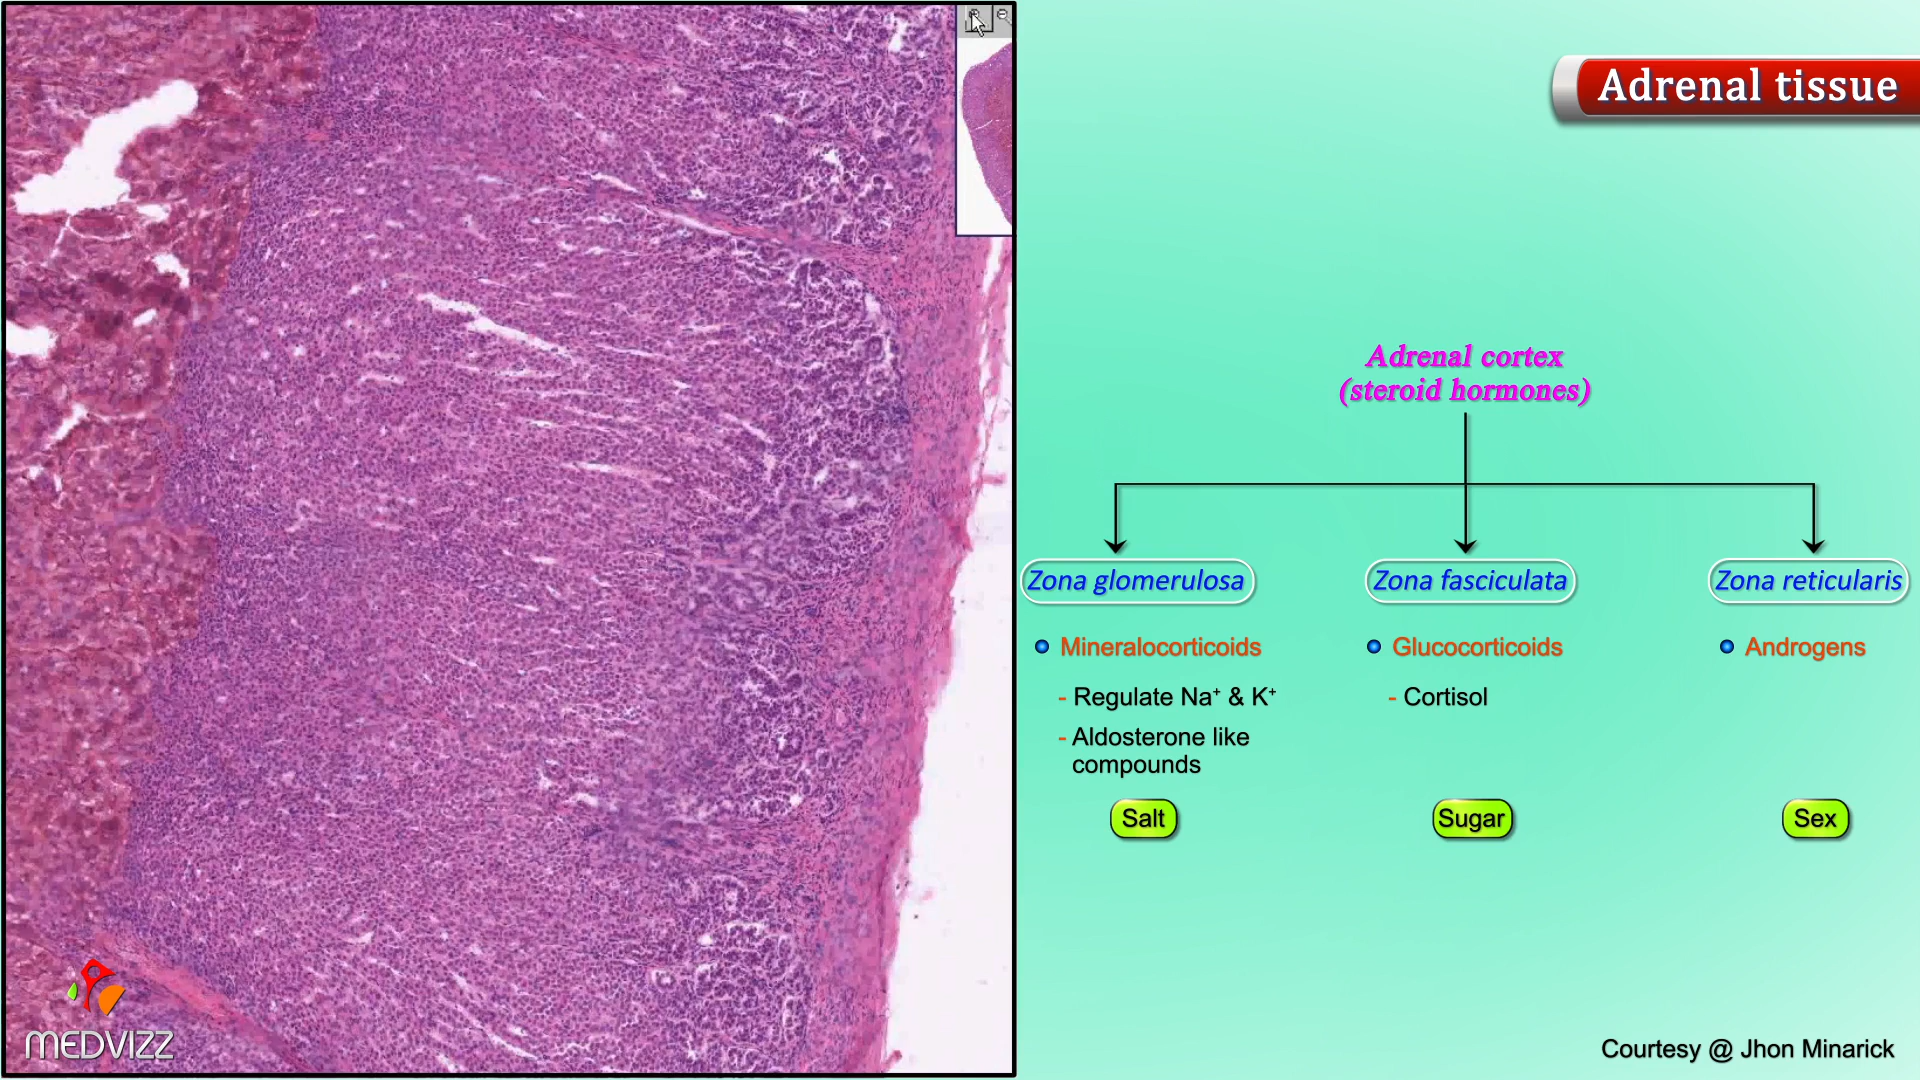 Adrenal tissue
Adrenal cortex
(steroid hormones)
Zona glomerulosa
Zona fasciculata
Zona reticularis
Mineralocorticoids
- Regulate Na⁺ & K⁺
- Aldosterone like
compounds
Glucocorticoids
- Cortisol
Androgens
Salt
Sugar
Sex
MEDVIZZ
Courtesy @ Jhon Minarick